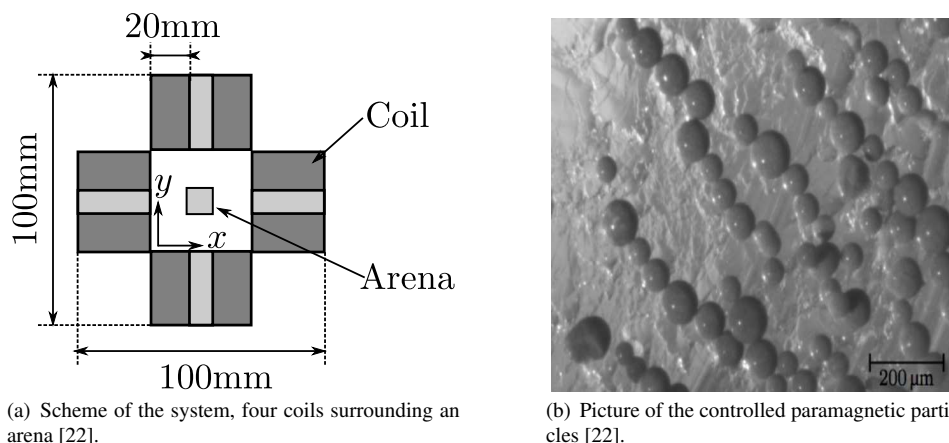 20mm
Coil
100mm
y
x
Arena
100mm
200 µm
(a) Scheme of the system, four coils surrounding an
arena [22].
(b) Picture of the controlled paramagnetic parti
cles [22].